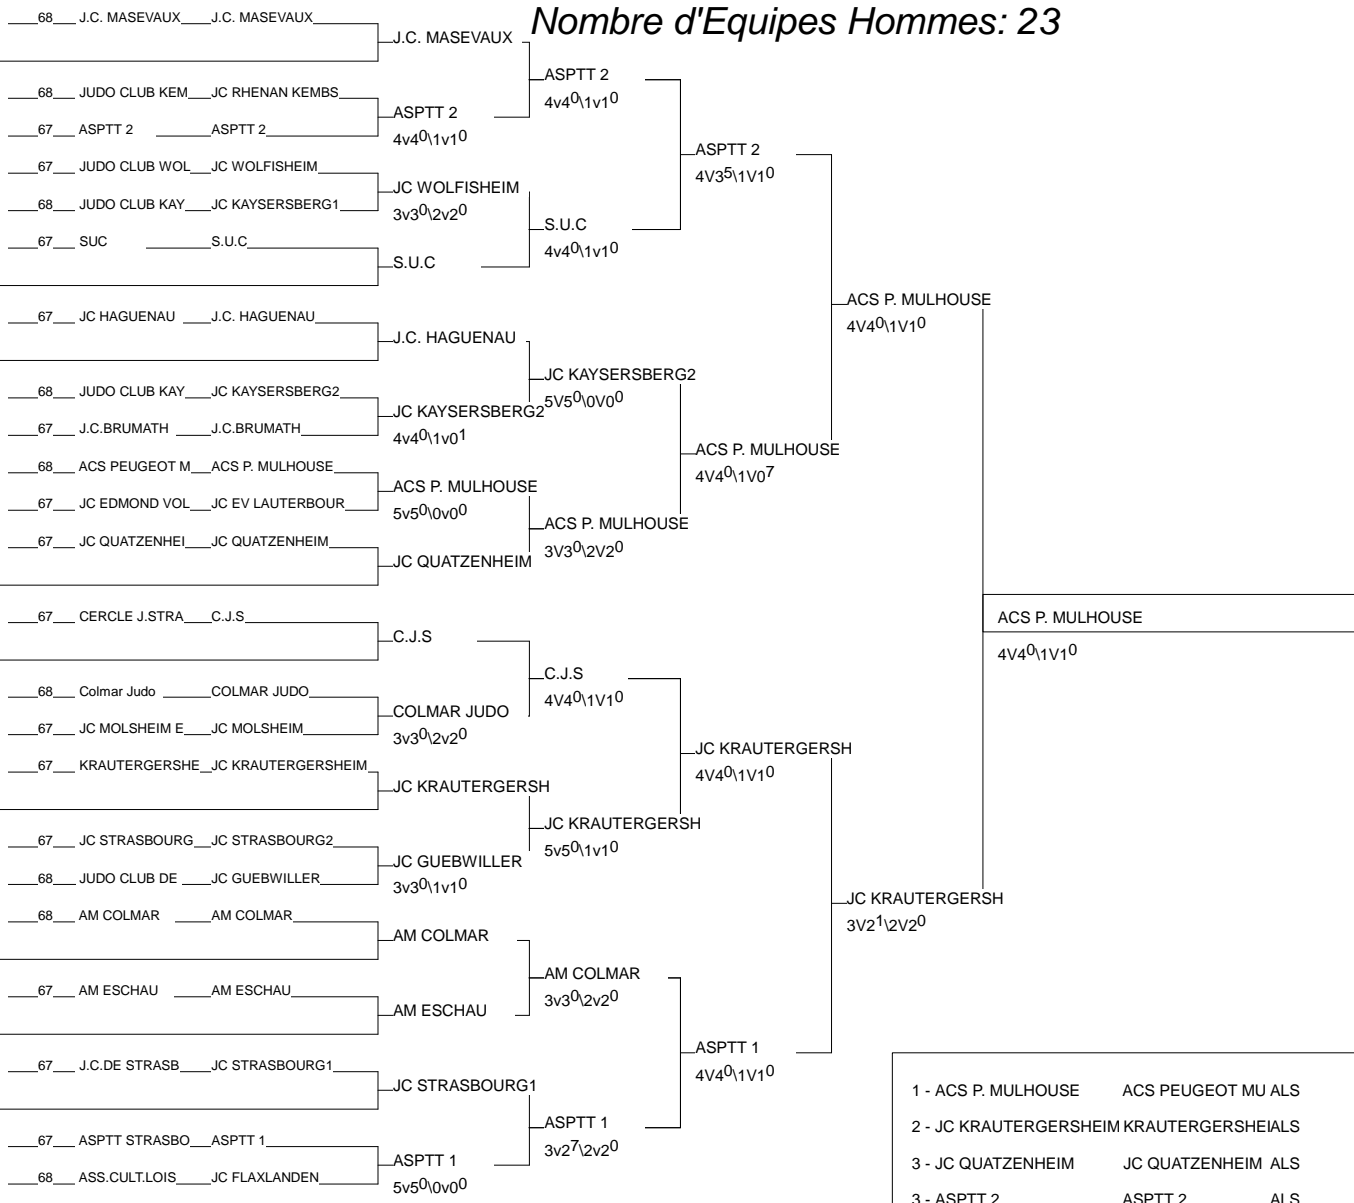 Nombre d'Equipes Hommes: 23
68 J.C. MASEVAUX J.C. MASEVAUX
J.C. MASEVAUX
ASPTT 2
4v40\1v10
68 JUDO CLUB KEM JC RHENAN KEMBS
ASPTT 2
4v40\1v10
67 ASPTT 2 ASPTT 2
ASPTT 2
4V35\1V10
67 JUDO CLUB WOL JC WOLFISHEIM
JC WOLFISHEIM
3v30\2v20
68 JUDO CLUB KAY JC KAYSERSBERG1
S.U.C
4v40\1v10
67 SUC S.U.C
S.U.C
ACS P. MULHOUSE
4V40\1V10
67 JC HAGUENAU J.C. HAGUENAU
J.C. HAGUENAU
JC KAYSERSBERG2
5V50\0V00
68 JUDO CLUB KAY JC KAYSERSBERG2
JC KAYSERSBERG2
4v40\1v01
67 J.C.BRUMATH J.C.BRUMATH
ACS P. MULHOUSE
4V40\1V07
68 ACS PEUGEOT M ACS P. MULHOUSE
ACS P. MULHOUSE
5v50\0v00
67 JC EDMOND VOL JC EV LAUTERBOUR
ACS P. MULHOUSE
3V30\2V20
67 JC QUATZENHEI JC QUATZENHEIM
JC QUATZENHEIM
67 CERCLE J.STRA C.J.S
ACS P. MULHOUSE
4V40\1V10
C.J.S
C.J.S
4V40\1V10
68 Colmar Judo COLMAR JUDO
COLMAR JUDO
3v30\2v20
67 JC MOLSHEIM E JC MOLSHEIM
JC KRAUTERGERSH
4V40\1V10
67 KRAUTERGERSHE JC KRAUTERGERSHEIM
JC KRAUTERGERSH
JC KRAUTERGERSH
5v50\1v10
67 JC STRASBOURG JC STRASBOURG2
JC GUEBWILLER
3v30\1v10
68 JUDO CLUB DE JC GUEBWILLER
JC KRAUTERGERSH
3V21\2V20
68 AM COLMAR AM COLMAR
AM COLMAR
AM COLMAR
3v30\2v20
67 AM ESCHAU AM ESCHAU
AM ESCHAU
ASPTT 1
4V40\1V10
67 J.C.DE STRASB JC STRASBOURG1
JC STRASBOURG1
ASPTT 1
3v27\2v20
67 ASPTT STRASBO ASPTT 1
ASPTT 1
5v50\0v00
68 ASS.CULT.LOIS JC FLAXLANDEN
1 - ACS P. MULHOUSE ACS PEUGEOT MU ALS
2 - JC KRAUTERGERSHEIM KRAUTERGERSHEIALS
3 - JC QUATZENHEIM JC QUATZENHEIM ALS
3 - ASPTT 2 ASPTT 2 ALS